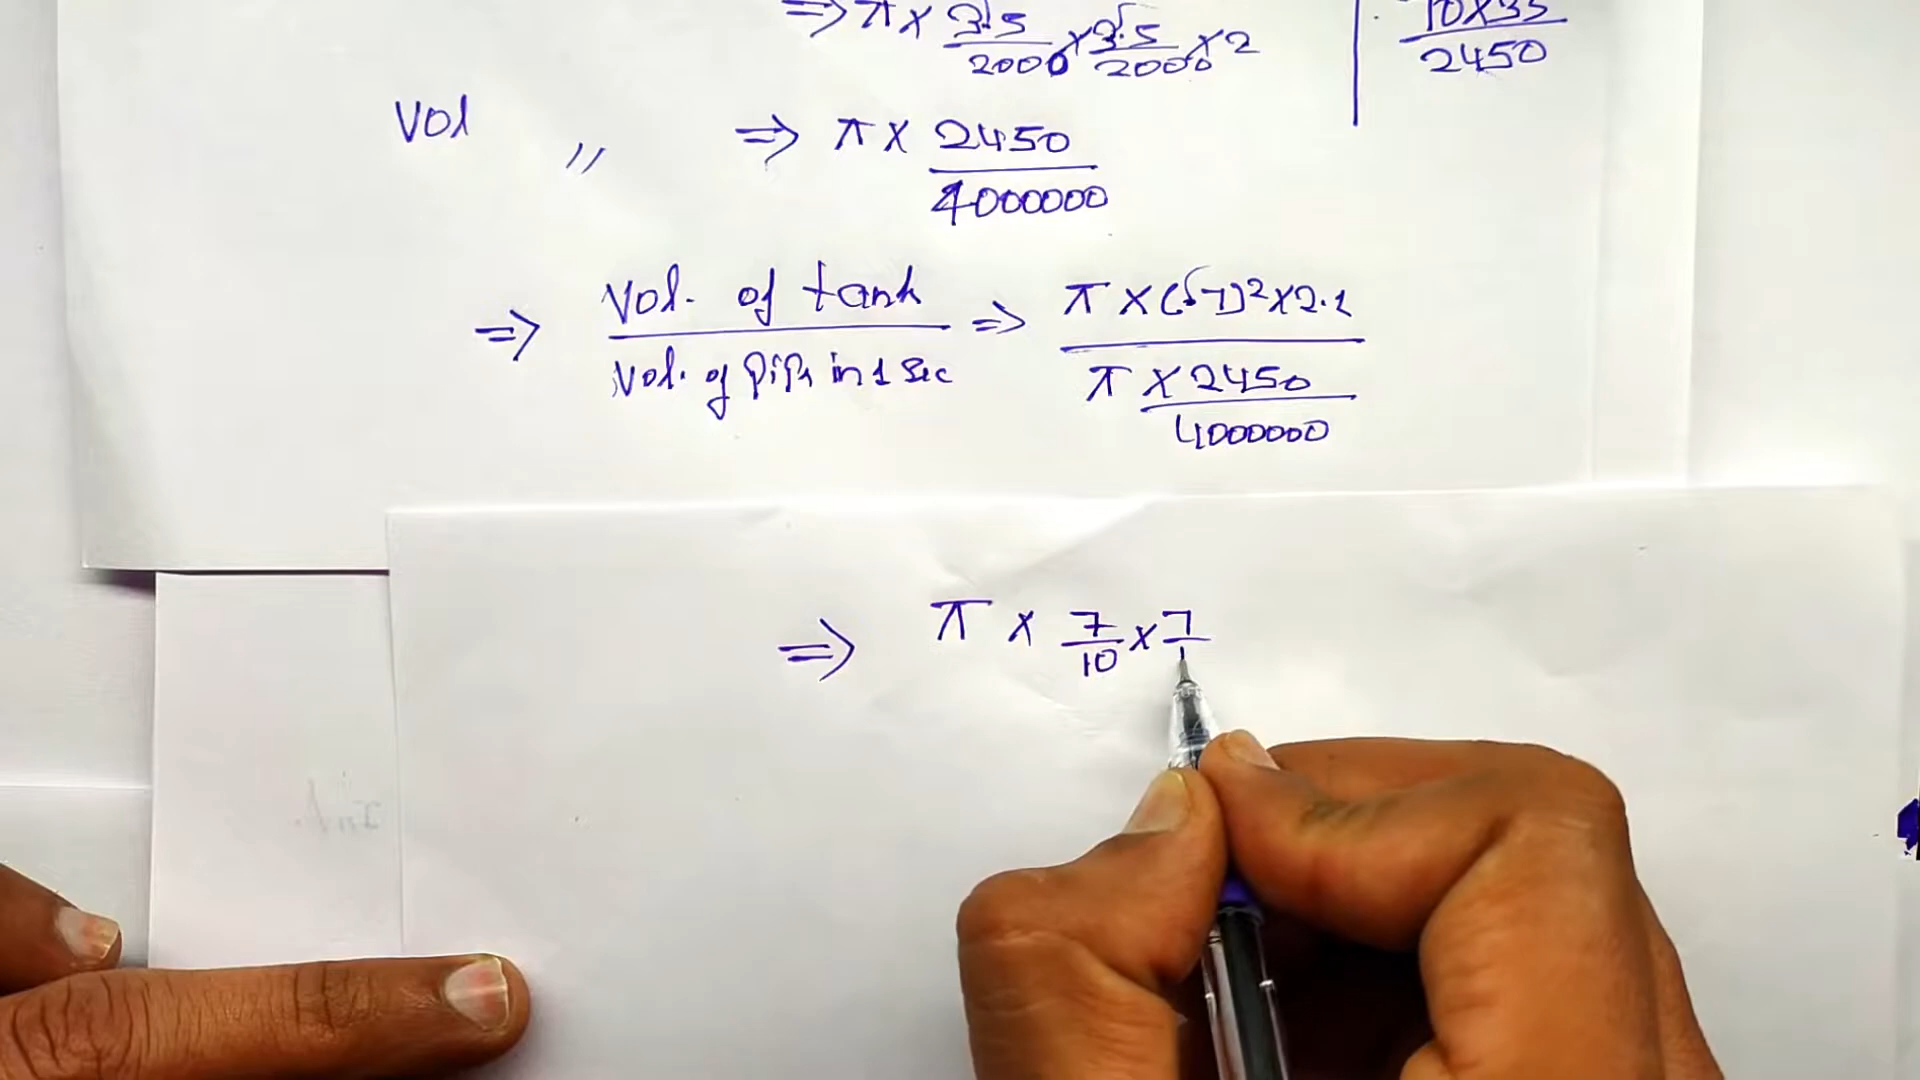 ⇒ π × 3.5/2000 × 3.5/2000 × 2
10×35
2450
Vol 〃 ⇒ π × 2450/4000000
⇒ Vol. of tank / Vol. of pipe in 1 sec ⇒ π × (.7)² × 2.1 / π × 2450/4000000
⇒ π × 7/10 × 7/1